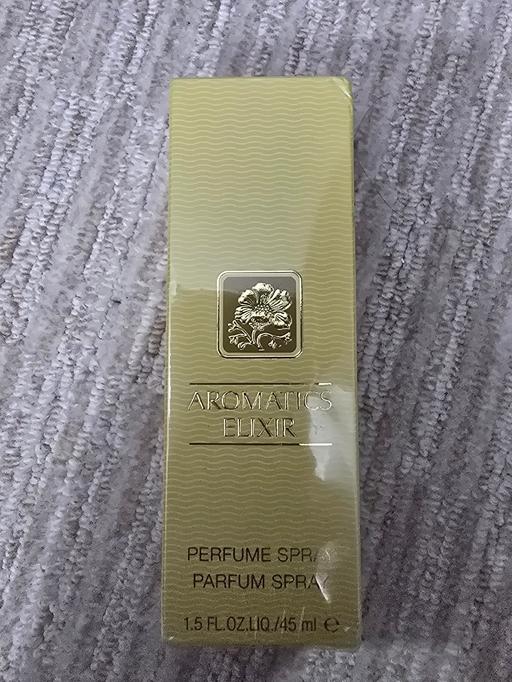 AROMATICS
ELIXIR
PERFUME SPRAY
PARFUM SPRAY
1.5 FL.OZ.LIQ./45 ml ℮